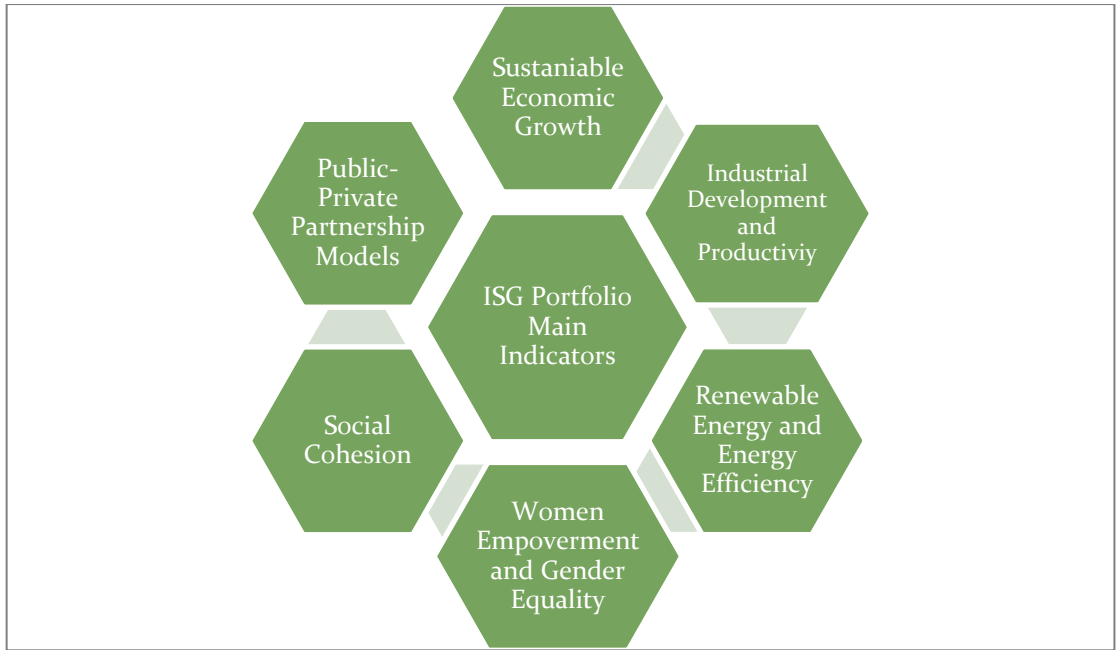 Sustaniable
Economic
Growth
Industrial
Development
and
Productiviy
Renewable
Energy and
Energy
Efficiency
Women
Empoverment
and Gender
Equality
Social
Cohesion
Public-
Private
Partnership
Models
ISG Portfolio
Main
Indicators